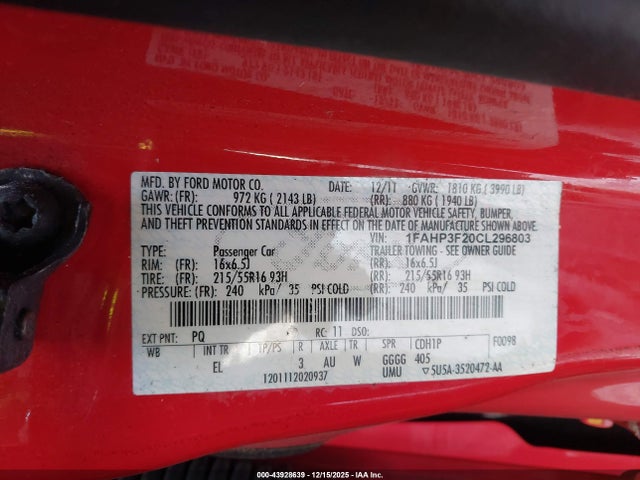 MFD. BY FORD MOTOR CO.
DATE: 12/11 GVWR: 1810 KG ( 3990 LB)
GAWR: (FR): 972 KG ( 2143 LB) (RR): 880 KG ( 1940 LB)
THIS VEHICLE CONFORMS TO ALL APPLICABLE FEDERAL MOTOR VEHICLE SAFETY, BUMPER,
AND THEFT PREVENTION STANDARDS IN EFFECT ON THE DATE OF MANUFACTURE SHOWN ABOVE.
VIN: 1FAHP3F20CL296803
TYPE: Passenger Car TRAILER TOWING - SEE OWNER GUIDE
RIM: (FR) 16x6.5J (RR): 16x6.5J
TIRE: (FR) 215/55R16 93H (RR): 215/55R16 93H
PRESSURE: (FR) 240 kPa/ 35 PSI COLD (RR): 240 kPa/ 35 PSI COLD
EXT PNT: PQ RC: 11 DSO: F0098
WB INT TR TP/PS R AXLE TR SPR CDH1P
EL 3 AU W GGGG 405
1201112020937 UMU 5U5A-3520472-AA
000-43928639 - 12/15/2025 - IAA Inc.